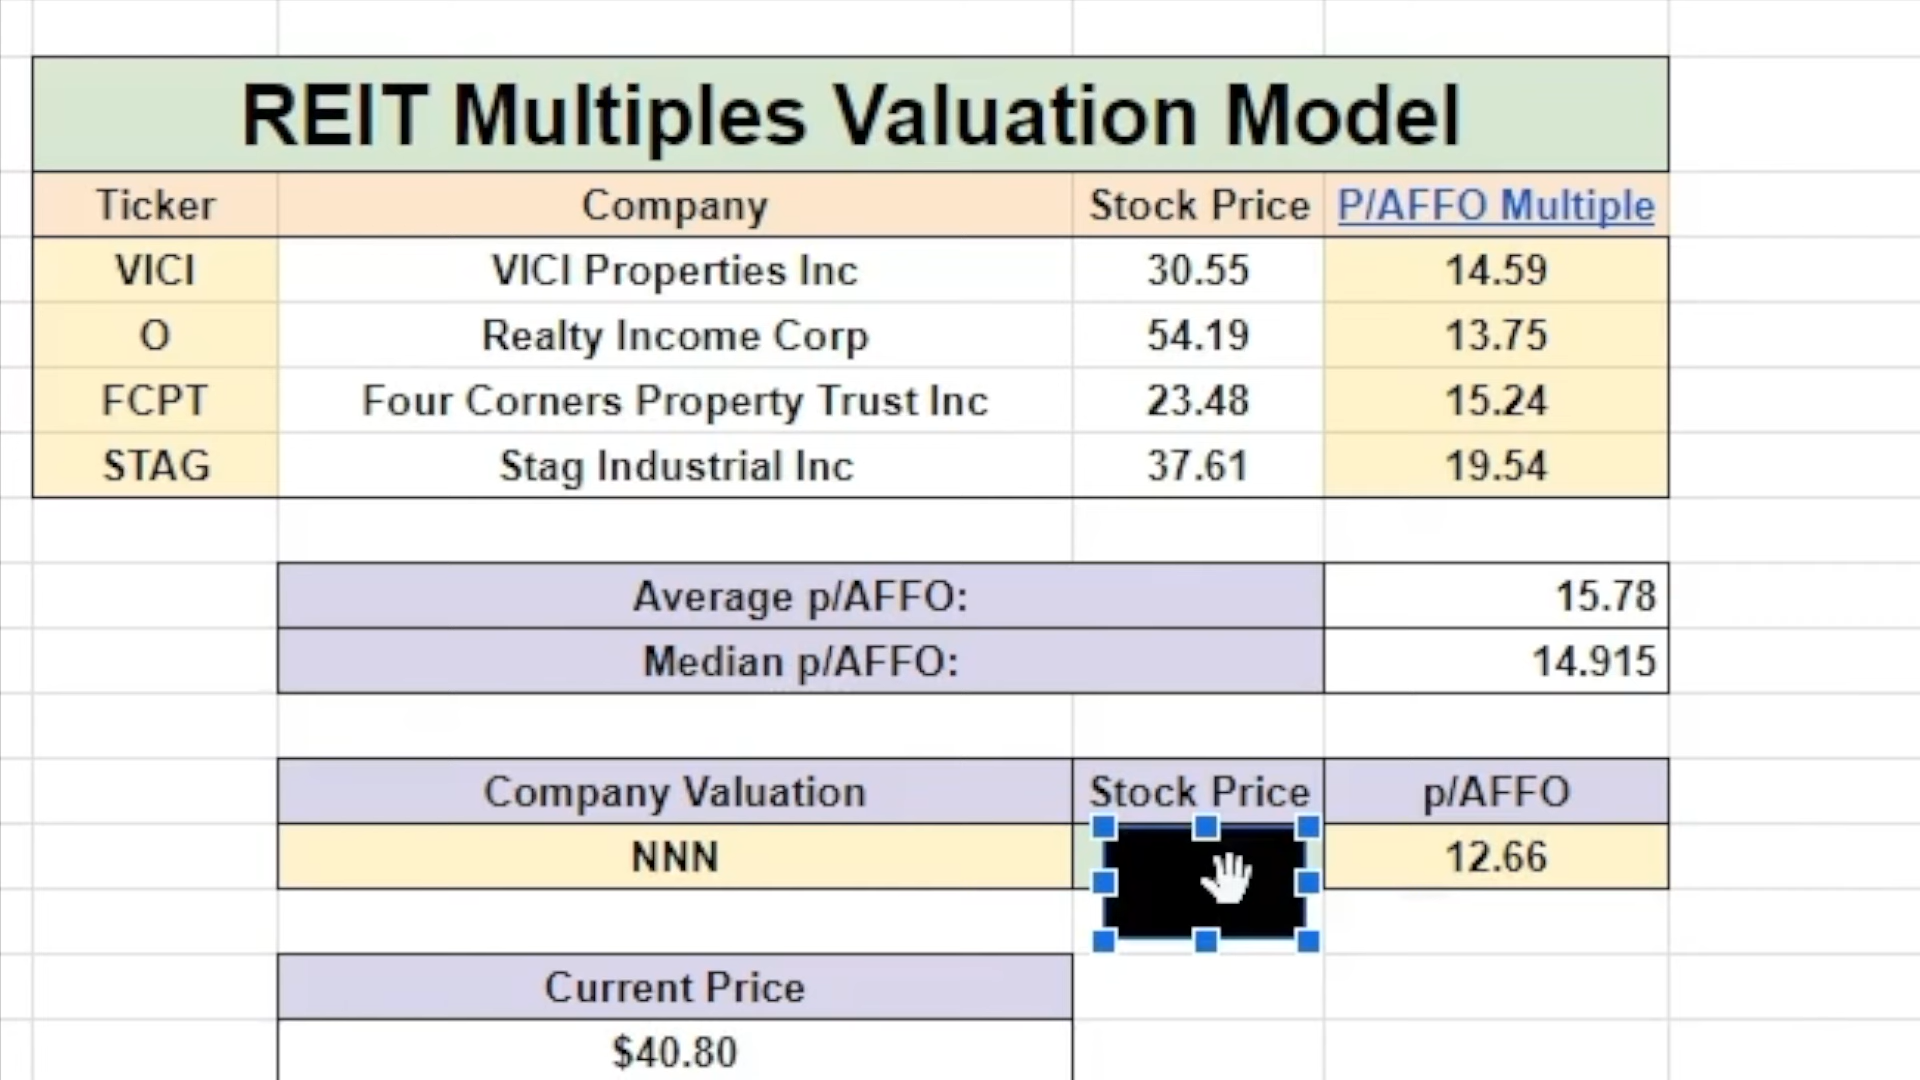 REIT Multiples Valuation Model
Ticker Company Stock Price P/AFFO Multiple
VICI VICI Properties Inc 30.55 14.59
O Realty Income Corp 54.19 13.75
FCPT Four Corners Property Trust Inc 23.48 15.24
STAG Stag Industrial Inc 37.61 19.54
Average p/AFFO: 15.78
Median p/AFFO: 14.915
Company Valuation Stock Price p/AFFO
NNN 12.66
Current Price
$40.80